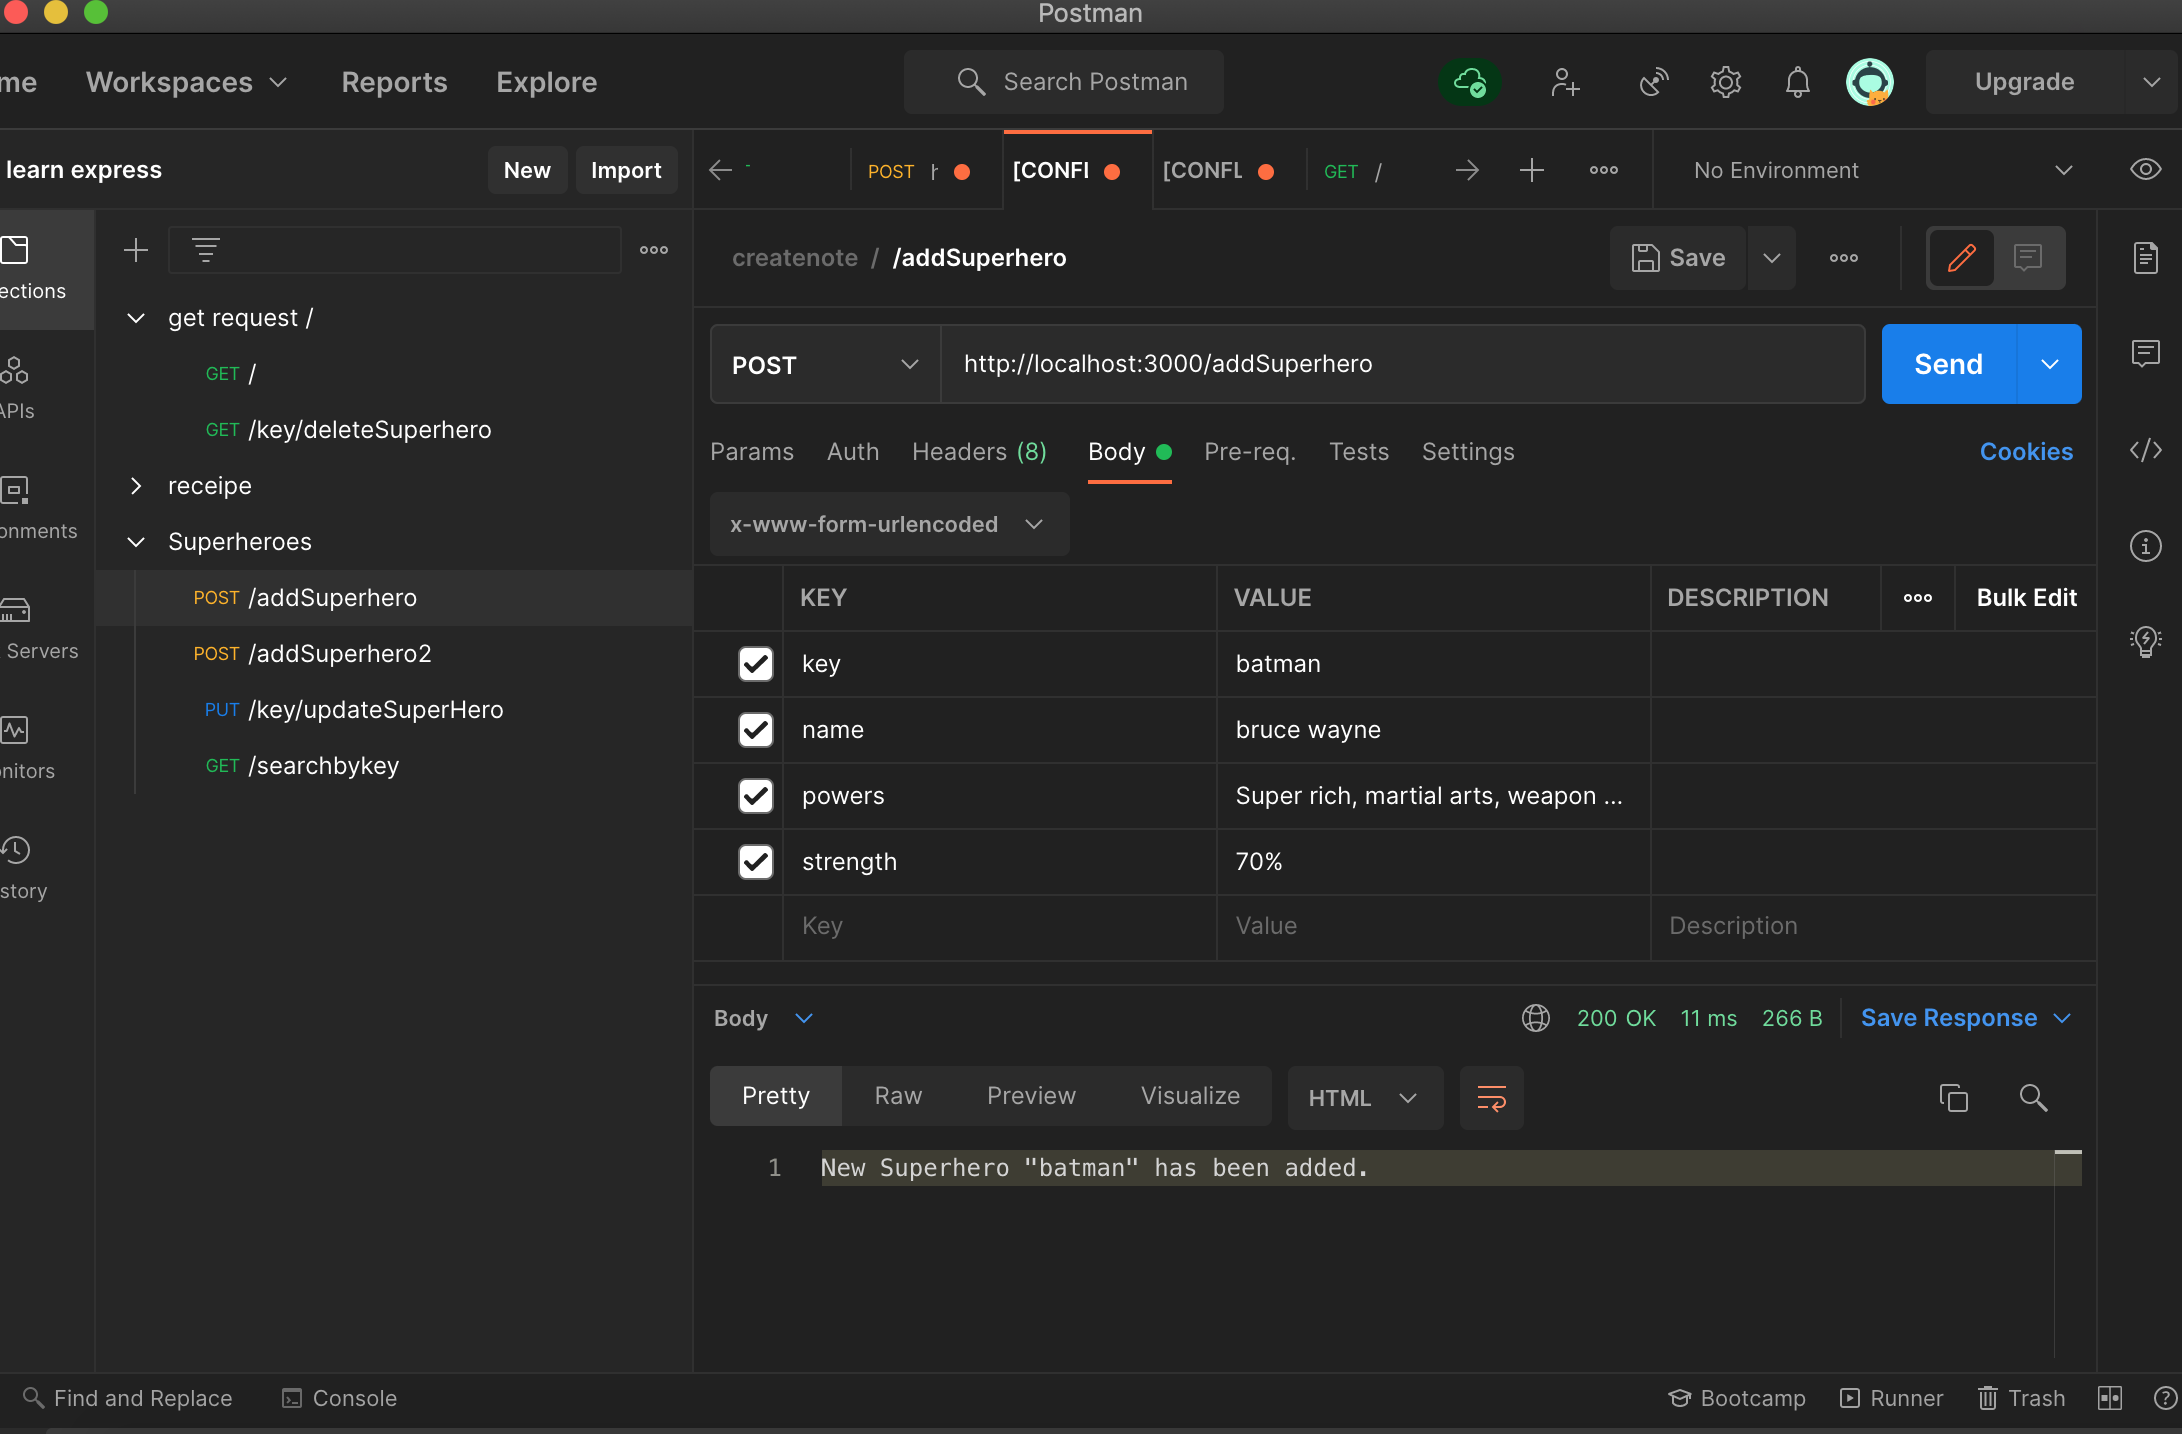 Postman
me Workspaces Reports Explore Search Postman Upgrade
learn express New Import
POST h [CONFI [CONFL GET / No Environment
createnote / /addSuperhero Save
ections
get request /
GET /
GET /key/deleteSuperhero
receipe
Superheroes
POST /addSuperhero
POST /addSuperhero2
PUT /key/updateSuperHero
GET /searchbykey
APIs
onments
Servers
nitors
story
POST http://localhost:3000/addSuperhero Send
Params Auth Headers (8) Body Pre-req. Tests Settings Cookies
x-www-form-urlencoded
KEY VALUE DESCRIPTION Bulk Edit
key batman
name bruce wayne
powers Super rich, martial arts, weapon ...
strength 70%
Key Value Description
Body 200 OK 11 ms 266 B Save Response
Pretty Raw Preview Visualize HTML
1 New Superhero "batman" has been added.
Find and Replace Console Bootcamp Runner Trash